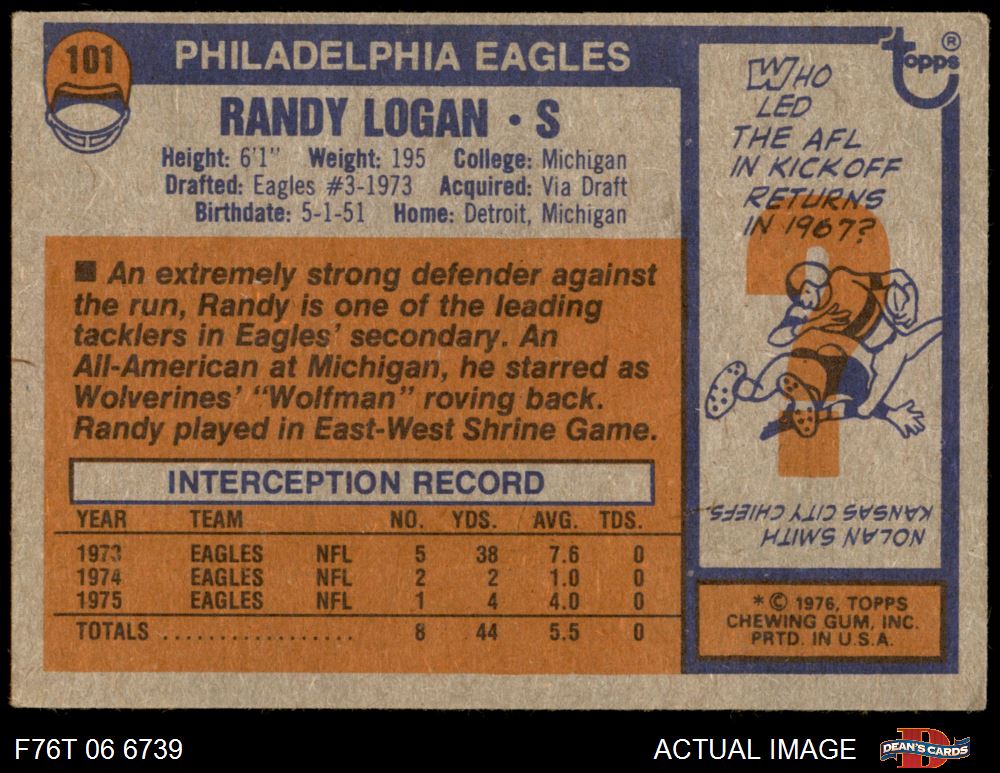 101
PHILADELPHIA EAGLES
RANDY LOGAN • S
Height: 6'1" Weight: 195 College: Michigan
Drafted: Eagles #3-1973 Acquired: Via Draft
Birthdate: 5-1-51 Home: Detroit, Michigan
■ An extremely strong defender against
the run, Randy is one of the leading
tacklers in Eagles' secondary. An
All-American at Michigan, he starred as
Wolverines' "Wolfman" roving back.
Randy played in East-West Shrine Game.
INTERCEPTION RECORD
YEAR TEAM NO. YDS. AVG. TDS.
1973 EAGLES NFL 5 38 7.6 0
1974 EAGLES NFL 2 2 1.0 0
1975 EAGLES NFL 1 4 4.0 0
TOTALS ................. 8 44 5.5 0
Topps ®
WHO
LED
THE AFL
IN KICKOFF
RETURNS
IN 1967?
NOLAN SMITH
KANSAS CITY CHIEFS
* © 1976, TOPPS
CHEWING GUM, INC.
PRTD. IN U.S.A.
F76T 06 6739
ACTUAL IMAGE
DEAN'S CARDS